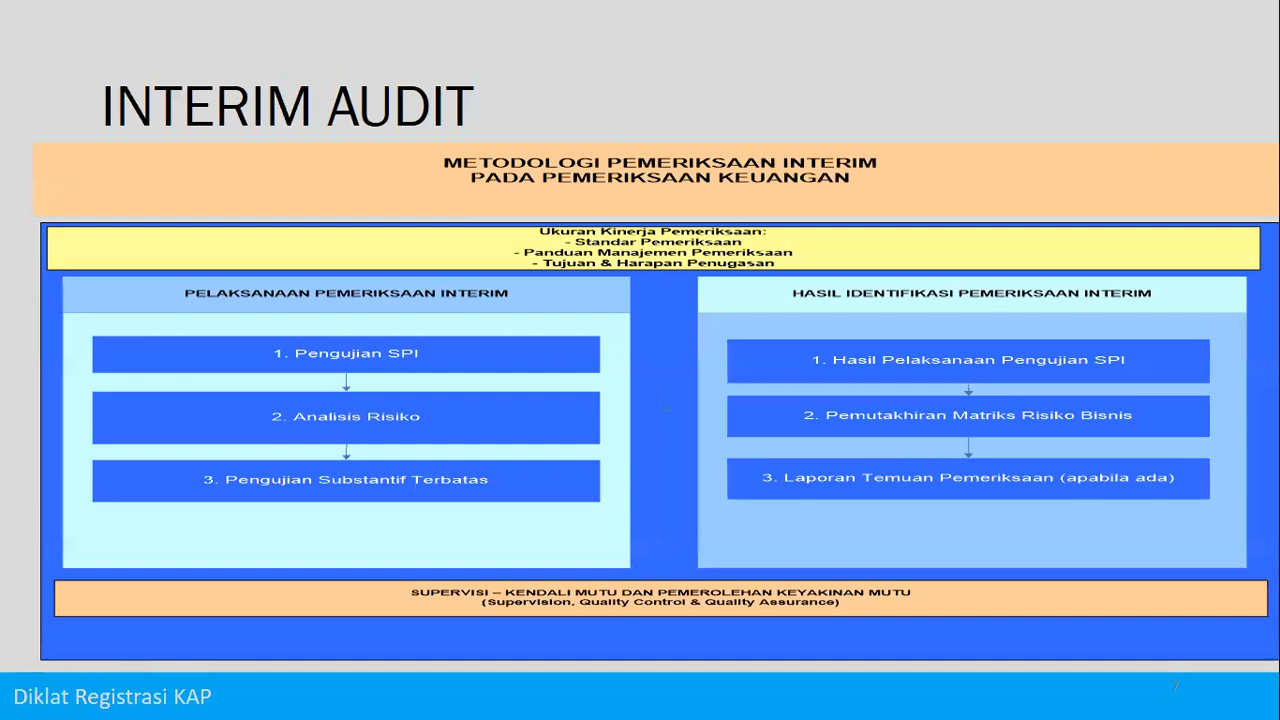 INTERIM AUDIT
METODOLOGI PEMERIKSAAN INTERIM
PADA PEMERIKSAAN KEUANGAN
Ukuran Kinerja Pemeriksaan:
- Standar Pemeriksaan
- Panduan Manajemen Pemeriksaan
- Tujuan & Harapan Penugasan
PELAKSANAAN PEMERIKSAAN INTERIM
1. Pengujian SPI
2. Analisis Risiko
3. Pengujian Substantif Terbatas
HASIL IDENTIFIKASI PEMERIKSAAN INTERIM
1. Hasil Pelaksanaan Pengujian SPI
2. Pemutakhiran Matriks Risiko Bisnis
3. Laporan Temuan Pemeriksaan (apabila ada)
SUPERVISI – KENDALI MUTU DAN PEMEROLEHAN KEYAKINAN MUTU
(Supervision, Quality Control & Quality Assurance)
Diklat Registrasi KAP
7